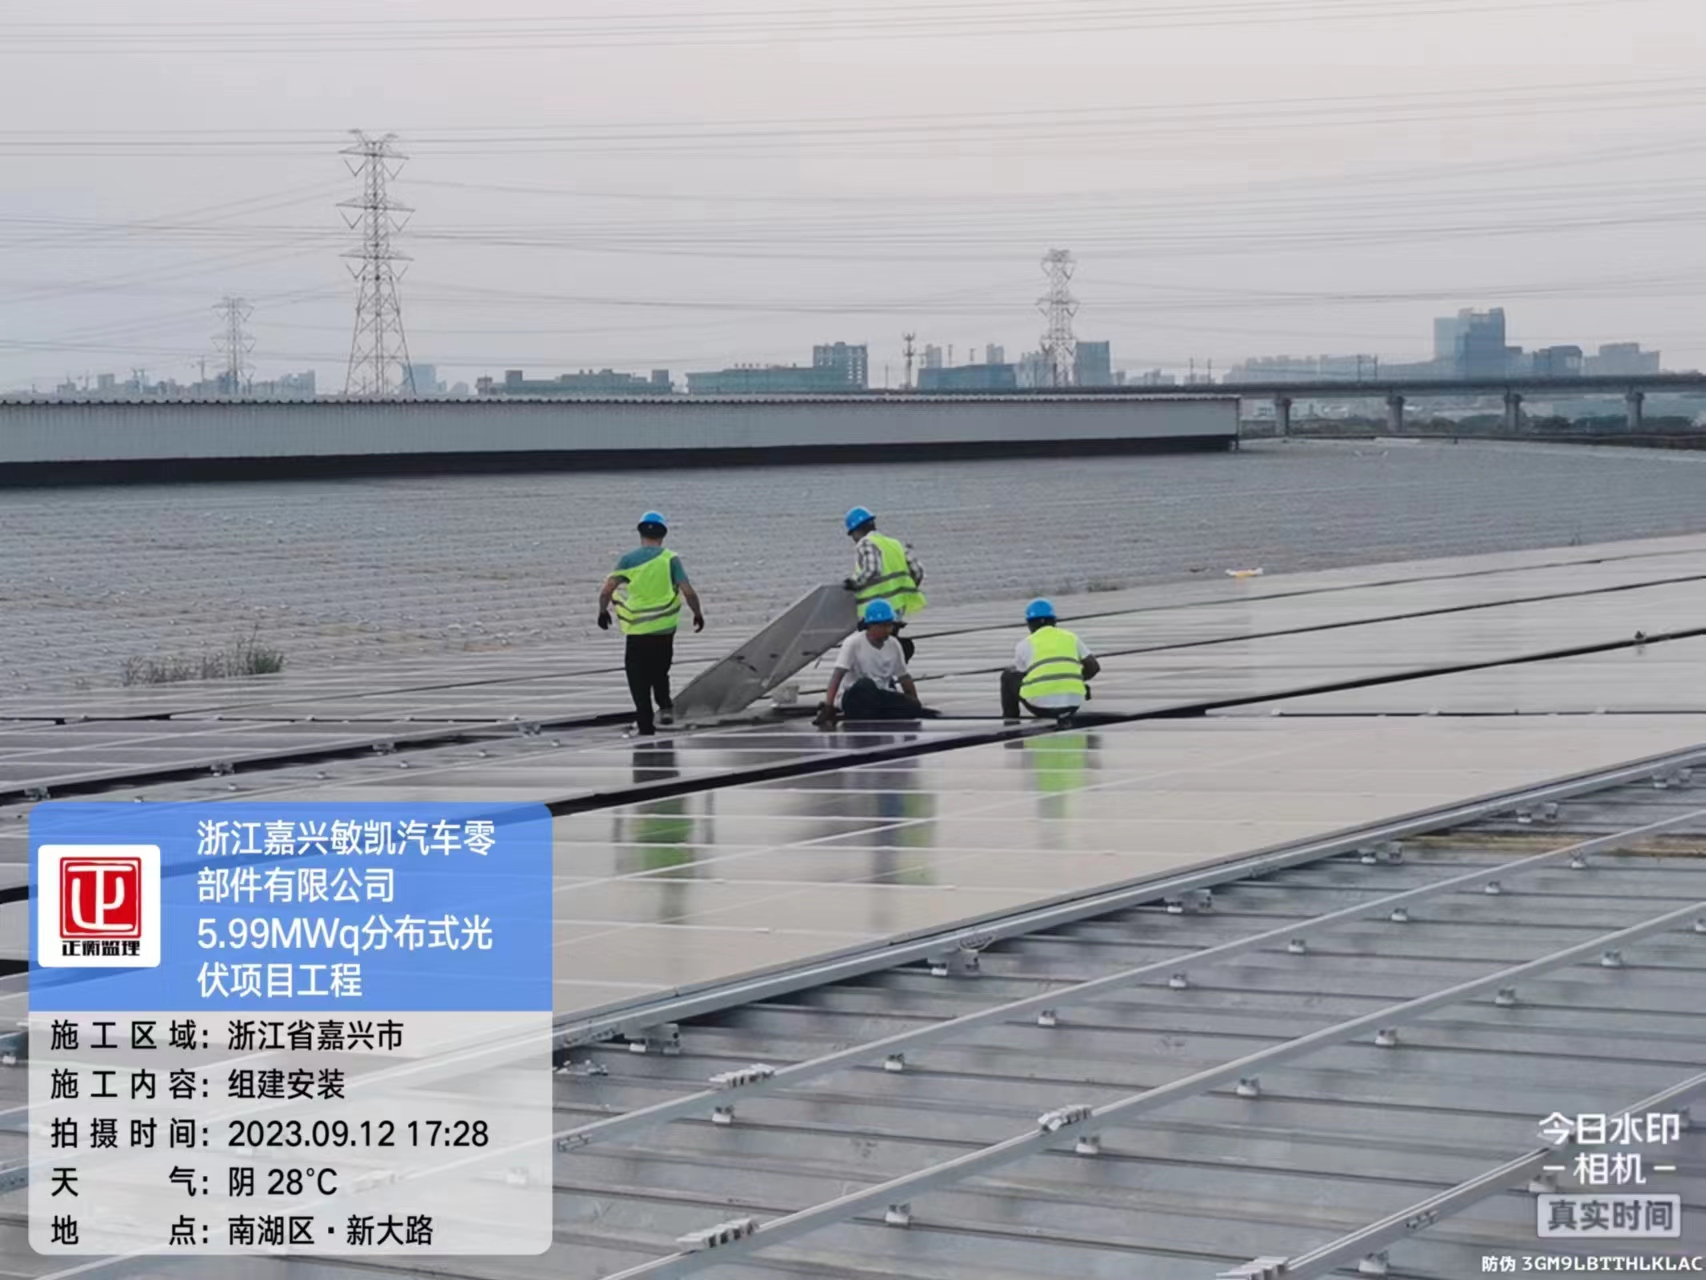 浙江嘉兴敏凯汽车零
部件有限公司
5.99MWq分布式光
伏项目工程
正衡监理
施工区域：浙江省嘉兴市
施工内容：组建安装
拍摄时间：2023.09.12 17:28
天气：阴 28°C
地点：南湖区·新大路
今日水印
相机
真实时间
防伪 3GM9LBTTHLKLAC